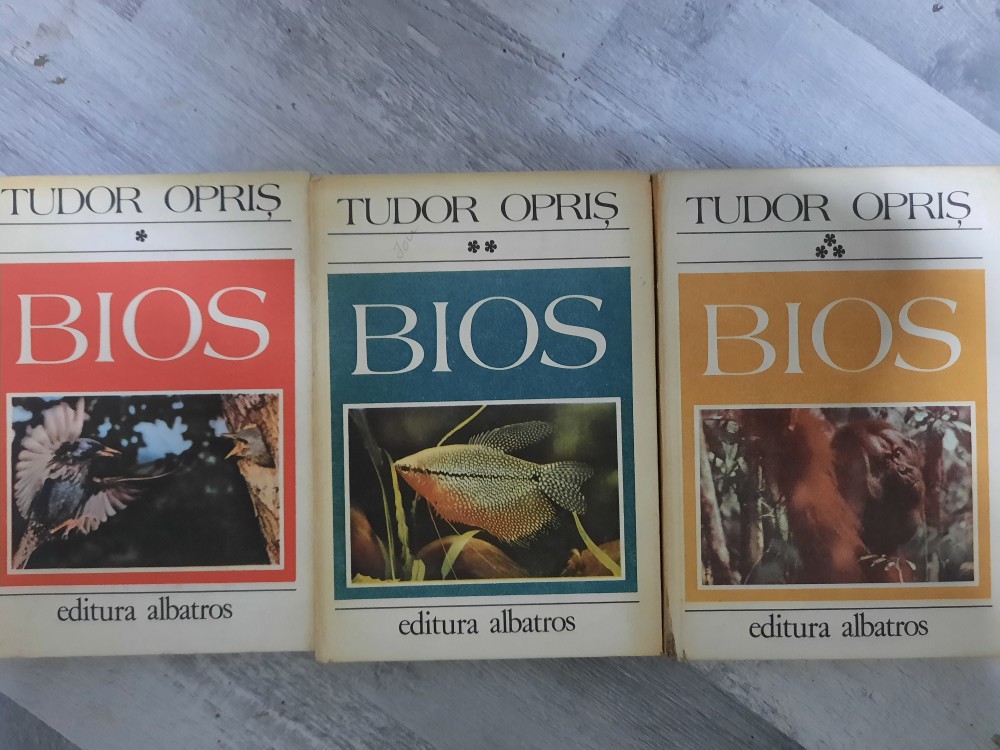 TUDOR OPRIȘ
*
BIOS
editura albatros
TUDOR OPRIȘ
**
BIOS
editura albatros
TUDOR OPRIȘ
***
BIOS
editura albatros